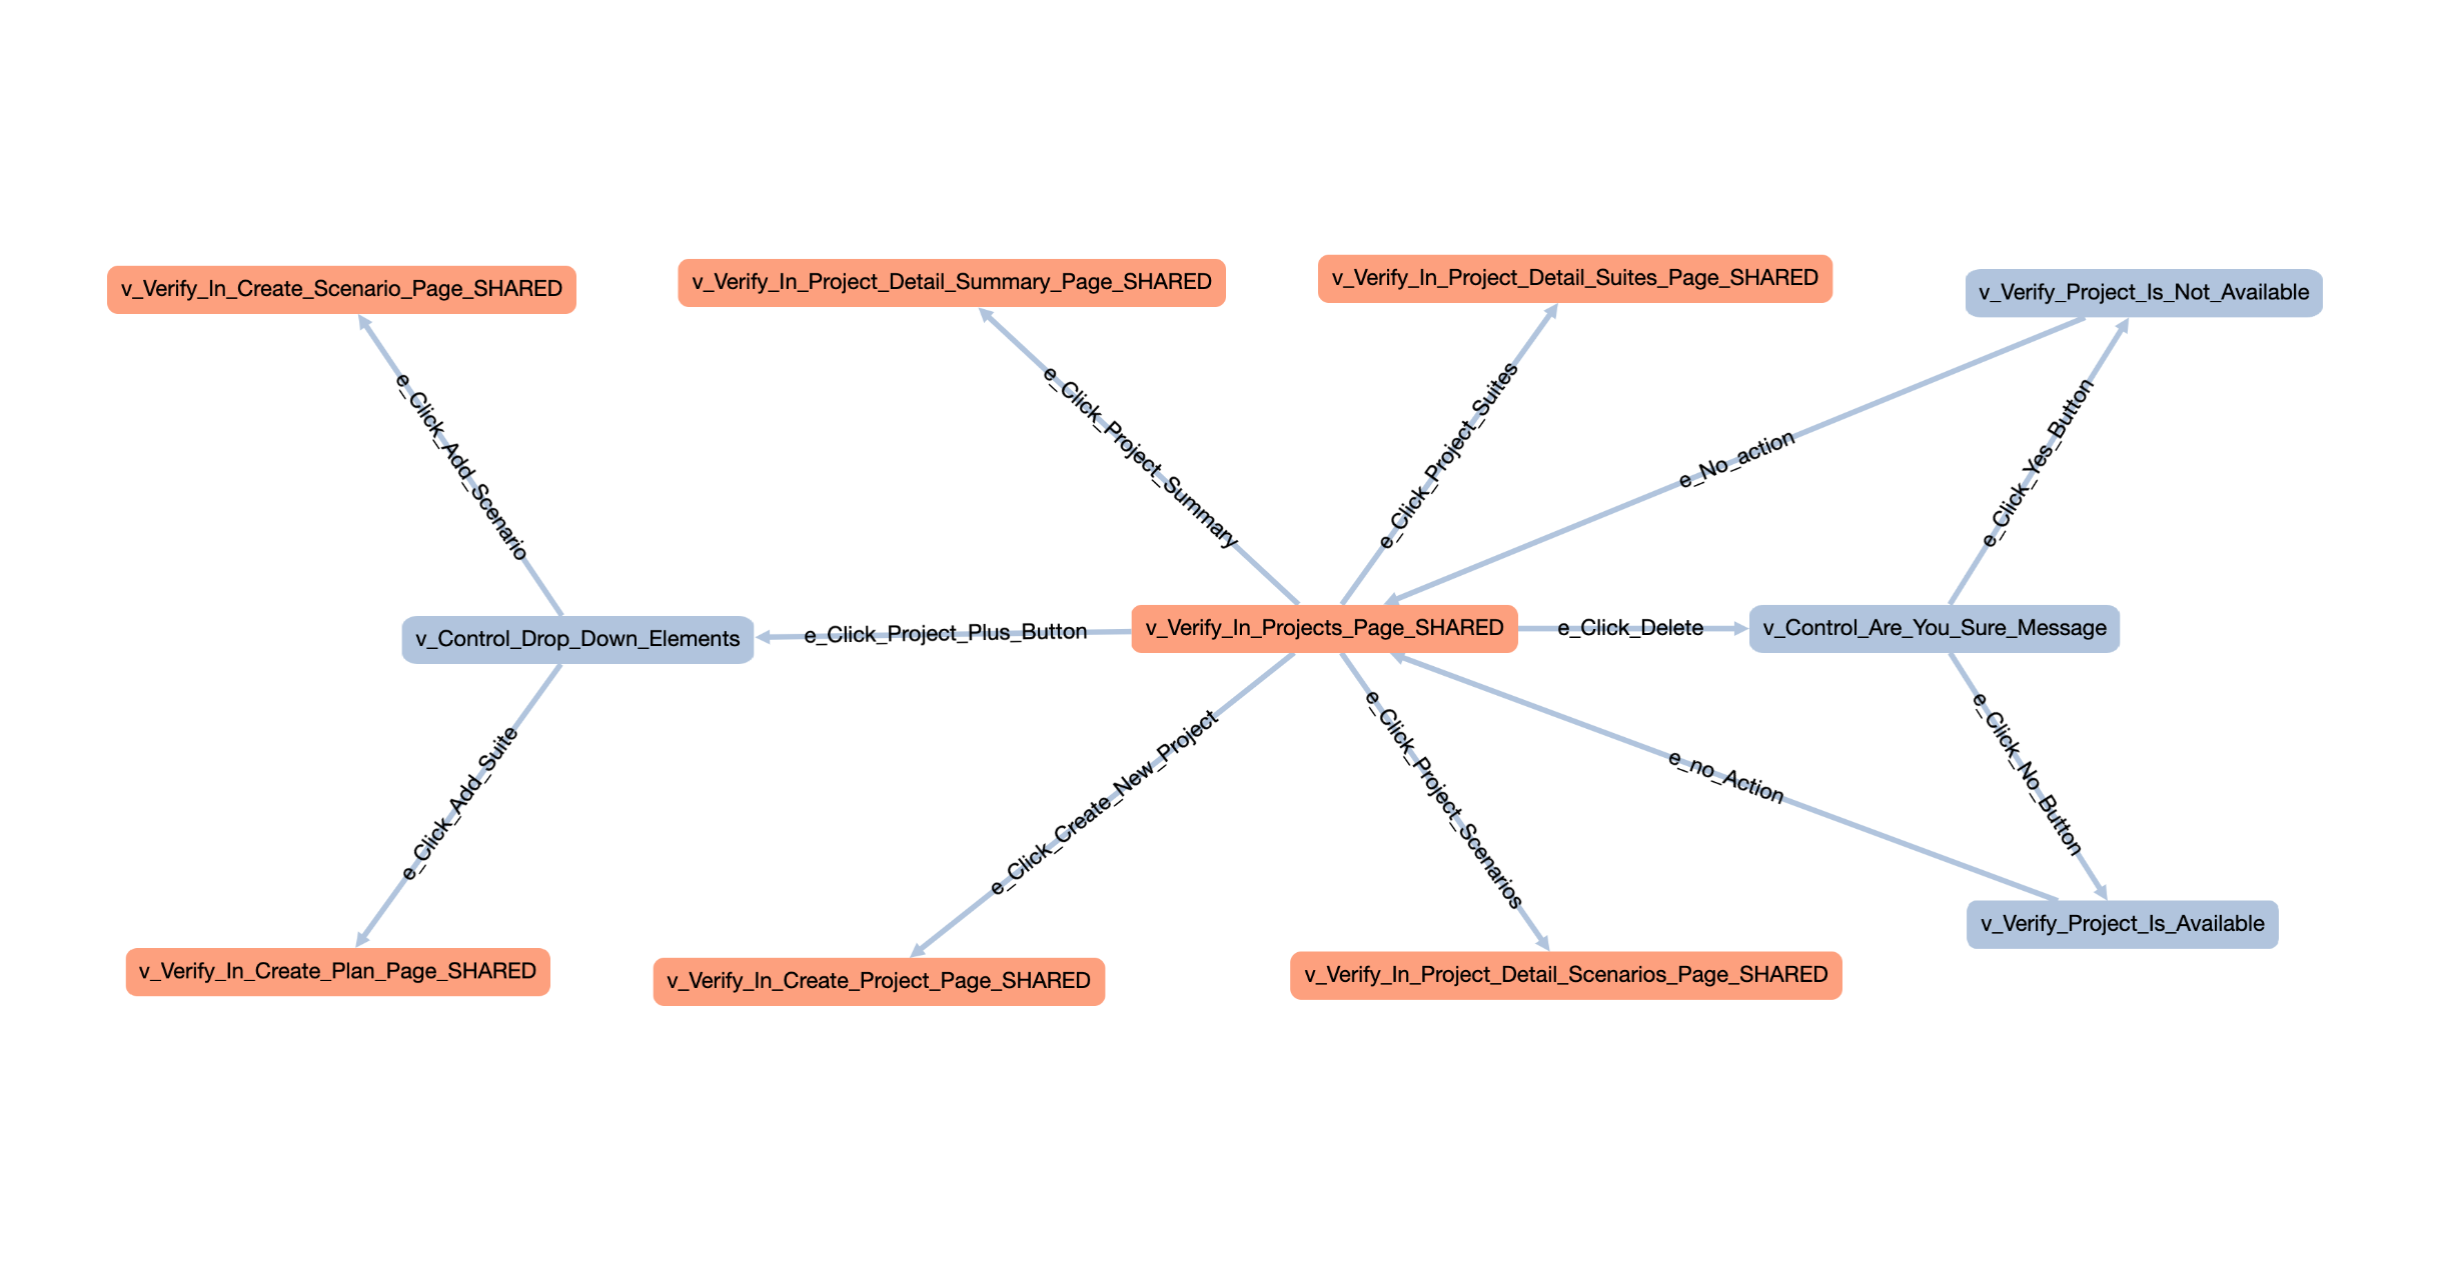 v_Verify_In_Create_Scenario_Page_SHARED
v_Verify_In_Project_Detail_Summary_Page_SHARED
v_Verify_In_Project_Detail_Suites_Page_SHARED
v_Verify_Project_Is_Not_Available
e_Click_Add_Scenario
e_Click_Project_Summary
e_Click_Project_Suites
e_No_action
e_Click_Yes_Button
v_Control_Drop_Down_Elements
e_Click_Project_Plus_Button
v_Verify_In_Projects_Page_SHARED
e_Click_Delete
v_Control_Are_You_Sure_Message
e_Click_Add_Suite
e_Click_Create_New_Project
e_Click_Project_Scenarios
e_no_Action
e_Click_No_Button
v_Verify_Project_Is_Available
v_Verify_In_Create_Plan_Page_SHARED
v_Verify_In_Create_Project_Page_SHARED
v_Verify_In_Project_Detail_Scenarios_Page_SHARED